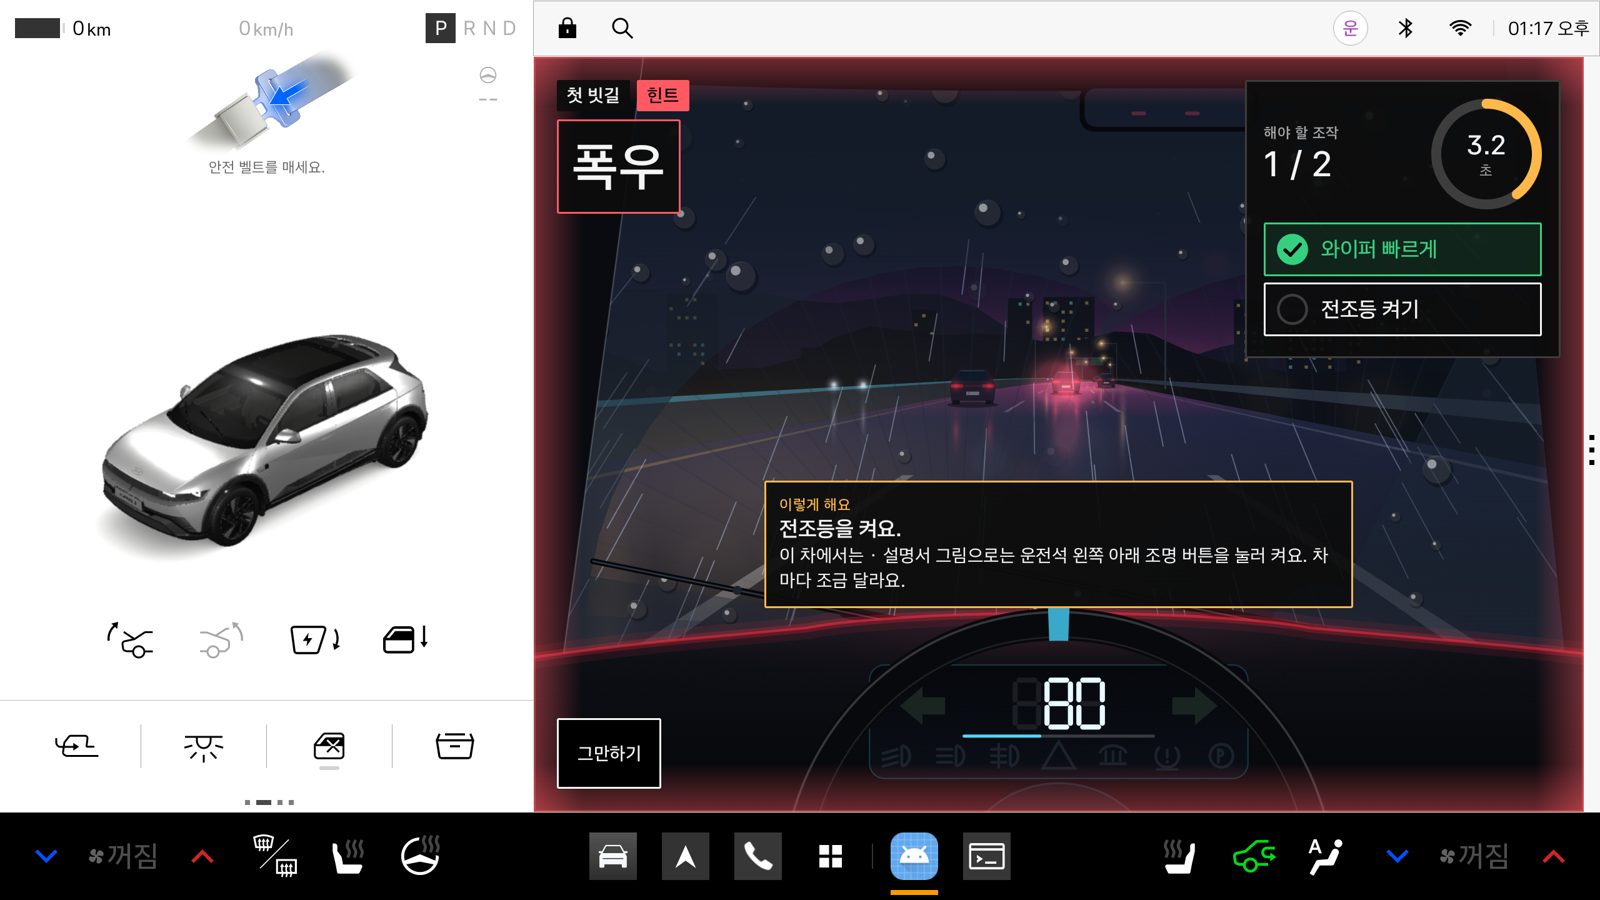 0 km
0 km/h
P R N D
운
01:17 오후
안전 벨트를 매세요.
--
첫 빗길
힌트
폭우
해야 할 조작
1 / 2
3.2
초
와이퍼 빠르게
전조등 켜기
이렇게 해요
전조등을 켜요.
이 차에서는 · 설명서 그림으로는 운전석 왼쪽 아래 조명 버튼을 눌러 켜요. 차
마다 조금 달라요.
80
그만하기
꺼짐
A
꺼짐